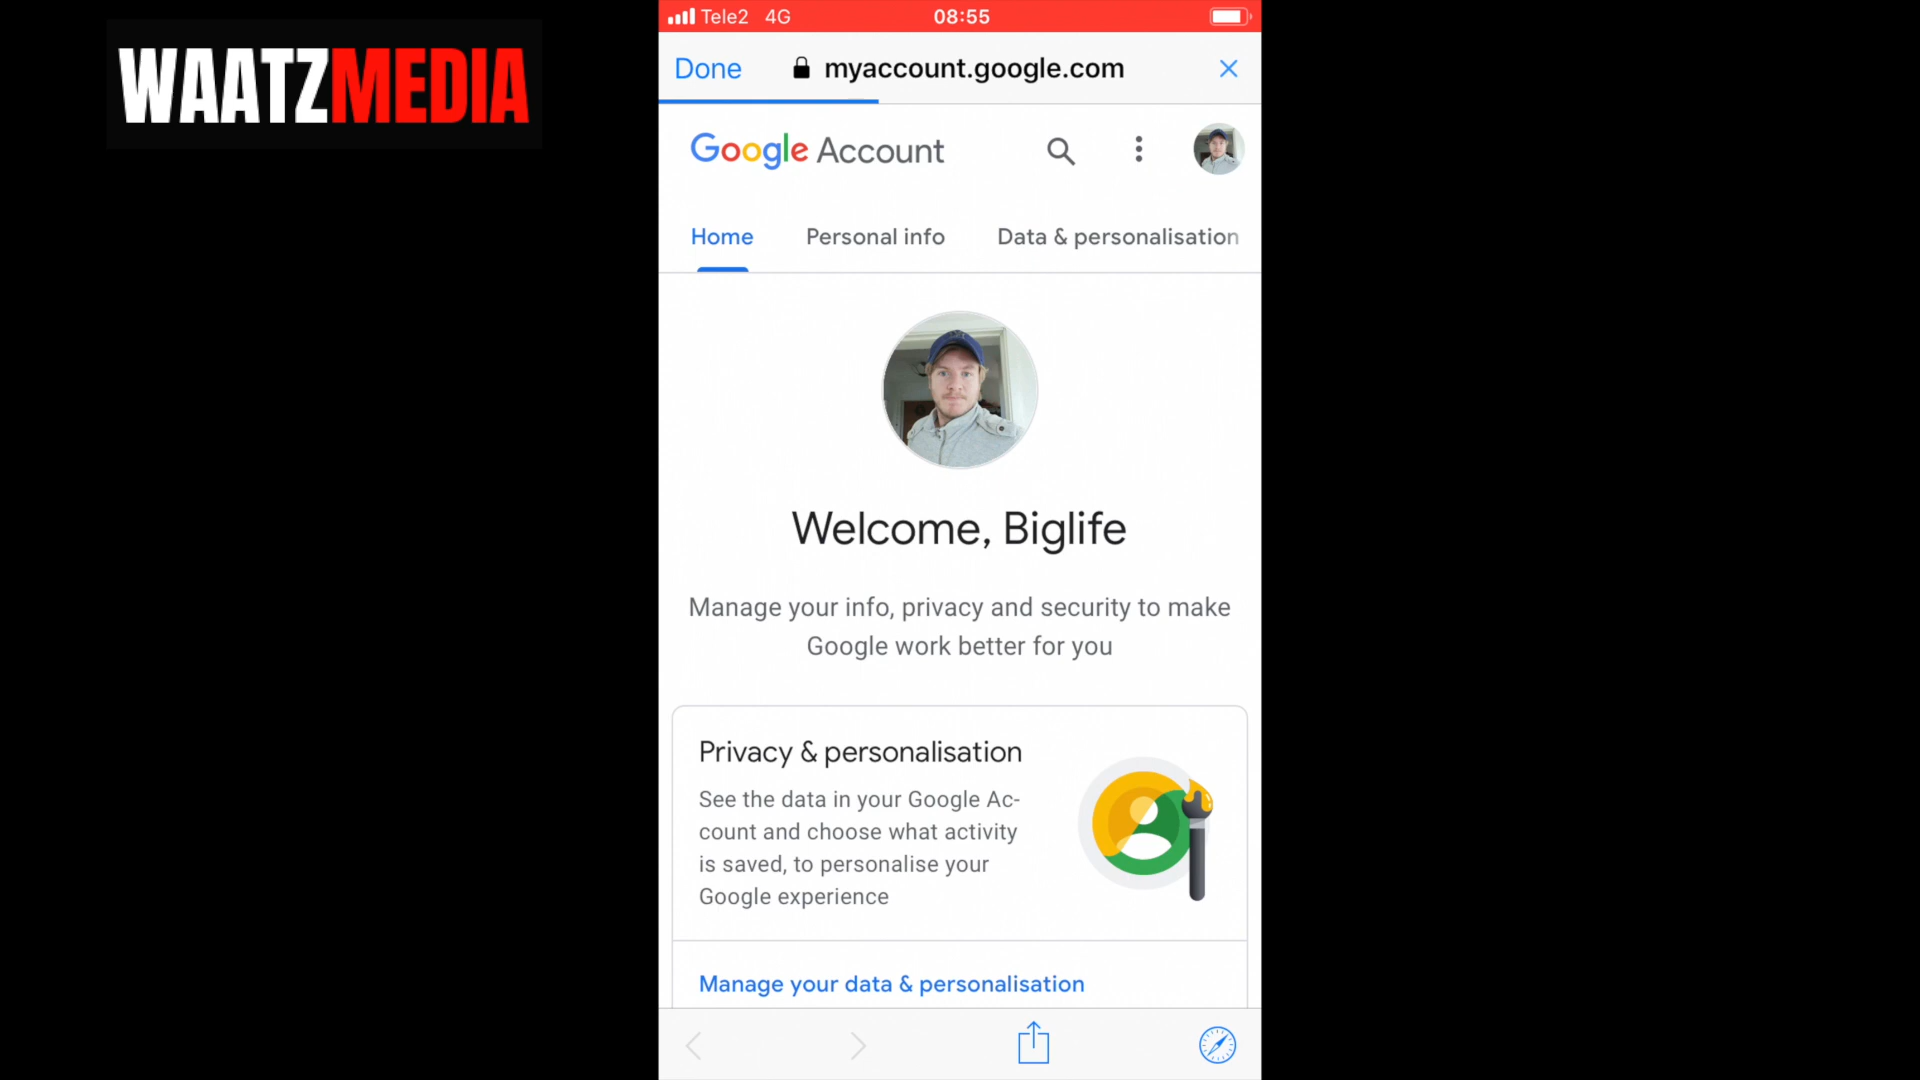 WAATZMEDIA
Tele2 4G 08:55
Done myaccount.google.com
Google Account
Home Personal info Data & personalisation
Welcome, Biglife
Manage your info, privacy and security to make
Google work better for you
Privacy & personalisation
See the data in your Google Ac-
count and choose what activity
is saved, to personalise your
Google experience
Manage your data & personalisation